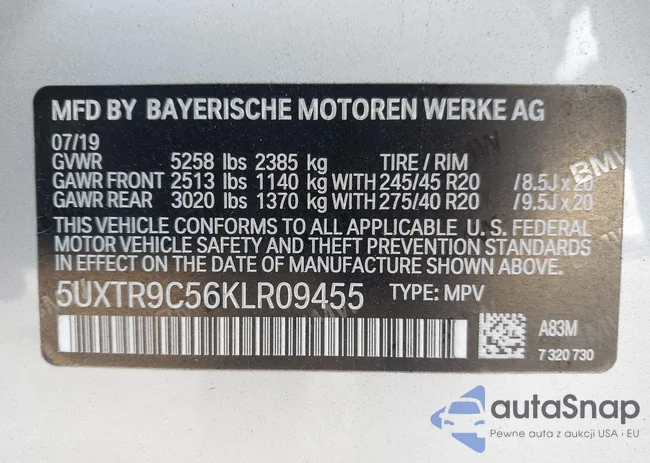 MFD BY BAYERISCHE MOTOREN WERKE AG
07/19
GVWR 5258 lbs 2385 kg TIRE / RIM
GAWR FRONT 2513 lbs 1140 kg WITH 245/45 R20 /8.5J x 20
GAWR REAR 3020 lbs 1370 kg WITH 275/40 R20 /9.5J x 20
THIS VEHICLE CONFORMS TO ALL APPLICABLE U. S. FEDERAL
MOTOR VEHICLE SAFETY AND THEFT PREVENTION STANDARDS
IN EFFECT ON THE DATE OF MANUFACTURE SHOWN ABOVE.
5UXTR9C56KLR09455 TYPE: MPV
A83M
7 320 730
autaSnap
Pewne auta z aukcji USA i EU